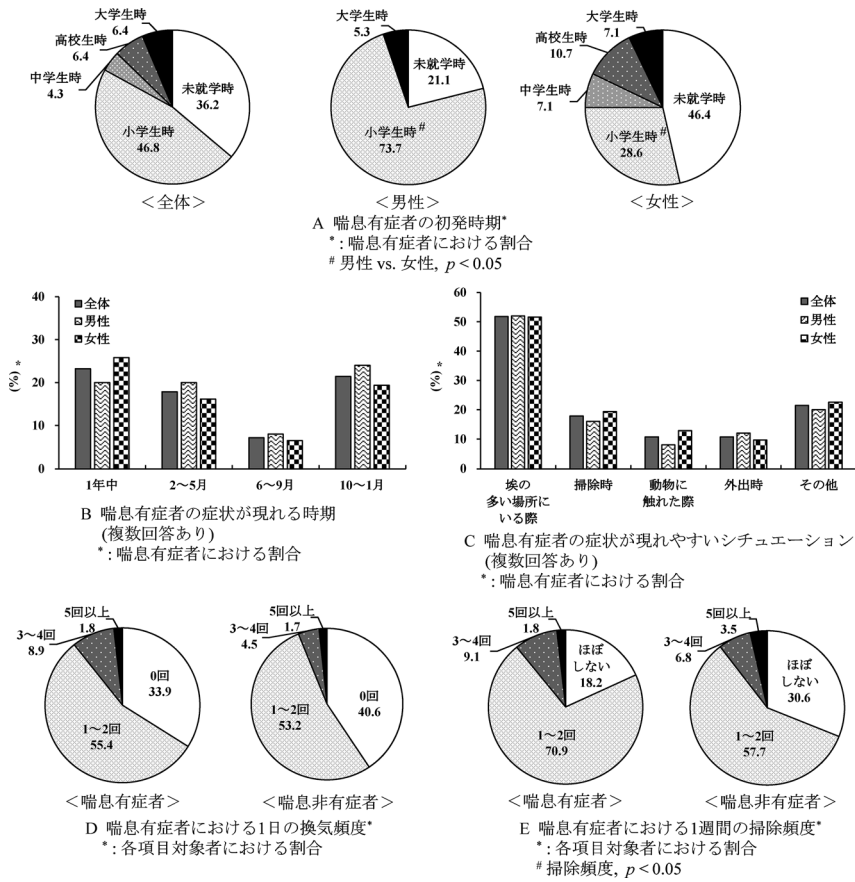 大学生時
6.4
高校生時
6.4
中学生時
4.3
未就学時
36.2
小学生時
46.8
＜全体＞
大学生時
5.3
未就学時
21.1
小学生時#
73.7
＜男性＞
大学生時
7.1
高校生時
10.7
中学生時
7.1
未就学時
46.4
小学生時#
28.6
＜女性＞
A 喘息有症者の初発時期*
*：喘息有症者における割合
# 男性 vs. 女性, p < 0.05
(%) *
40
30
20
10
0
全体
男性
女性
1年中
2～5月
6～9月
10～1月
B 喘息有症者の症状が現れる時期
(複数回答あり)
*：喘息有症者における割合
(%) *
60
50
40
30
20
10
0
全体
男性
女性
埃の
多い場所に
いる際
掃除時
動物に
触れた際
外出時
その他
C 喘息有症者の症状が現れやすいシチュエーション
(複数回答あり)
*：喘息有症者における割合
5回以上
1.8
3～4回
8.9
0回
33.9
1～2回
55.4
＜喘息有症者＞
5回以上
1.7
3～4回
4.5
0回
40.6
1～2回
53.2
＜喘息非有症者＞
D 喘息有症者における1日の換気頻度*
*：各項目対象者における割合
5回以上
1.8
3～4回
9.1
ほぼ
しない
18.2
1～2回
70.9
＜喘息有症者＞
5回以上
3.5
3～4回
6.8
ほぼ
しない
30.6
1～2回
57.7
＜喘息非有症者＞
E 喘息有症者における1週間の掃除頻度*
*：各項目対象者における割合
# 掃除頻度, p < 0.05